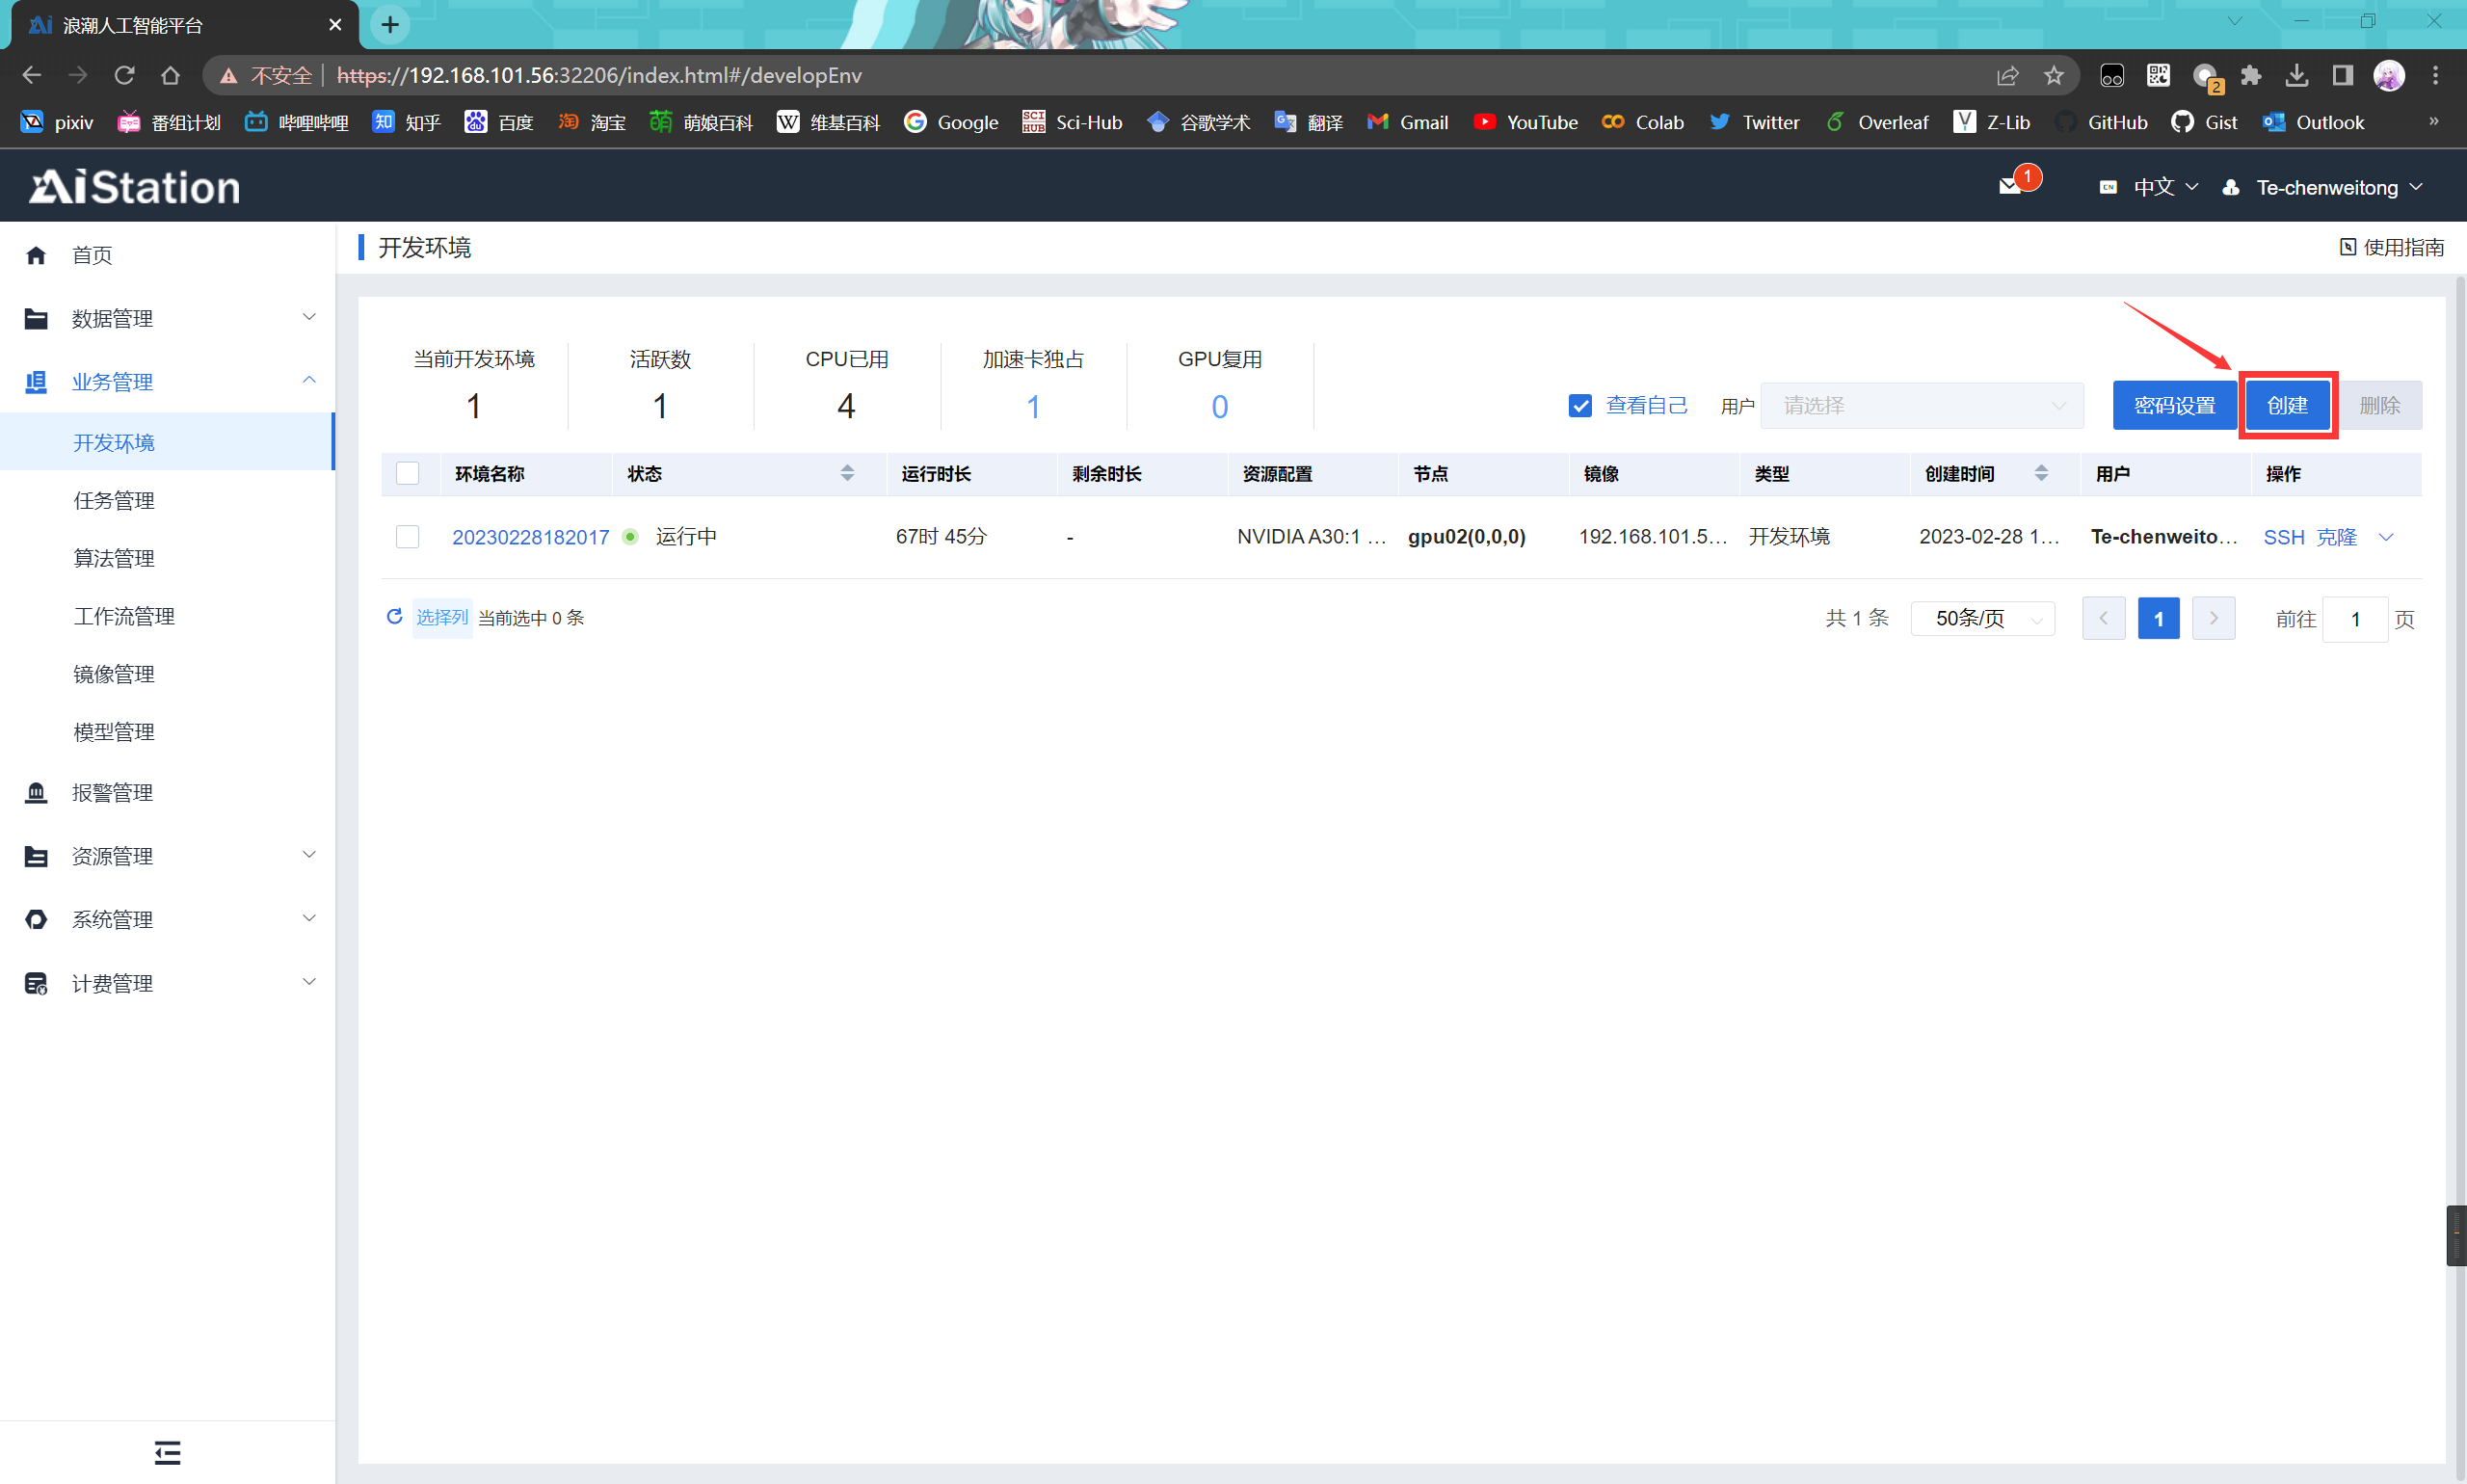 浪潮人工智能平台
不安全 https://192.168.101.56:32206/index.html#/developEnv
2
pixiv 番组计划 哔哩哔哩 知 知乎 du 百度 淘 淘宝 萌 萌娘百科 W 维基百科 Google SCI HUB Sci-Hub 谷歌学术 翻译 Gmail YouTube Colab Twitter Overleaf Z-Lib GitHub Gist Outlook »
AiStation
1 CN 中文 Te-chenweitong
首页
数据管理
业务管理
开发环境
任务管理
算法管理
工作流管理
镜像管理
模型管理
报警管理
资源管理
系统管理
计费管理
开发环境 使用指南
当前开发环境 活跃数 CPU已用 加速卡独占 GPU复用
1 1 4 1 0
查看自己 用户 请选择 密码设置 创建 删除
环境名称 状态 运行时长 剩余时长 资源配置 节点 镜像 类型 创建时间 用户 操作
20230228182017 运行中 67时 45分 - NVIDIA A30:1 ... gpu02(0,0,0) 192.168.101.5... 开发环境 2023-02-28 1... Te-chenweito... SSH 克隆
选择列 当前选中 0 条 共 1 条 50条/页 1 前往 1 页